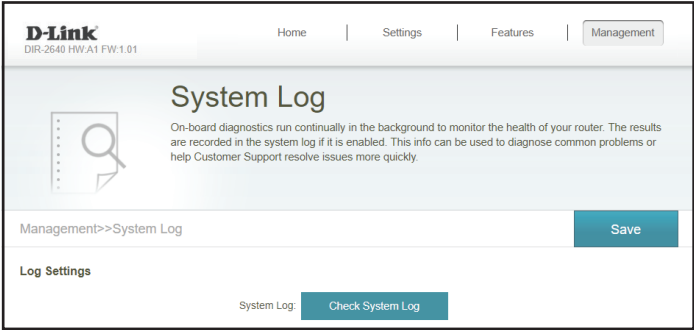 D-Link
DIR-2640 HW:A1 FW:1.01
Home | Settings | Features | Management
System Log
On-board diagnostics run continually in the background to monitor the health of your router. The results
are recorded in the system log if it is enabled. This info can be used to diagnose common problems or
help Customer Support resolve issues more quickly.
Management>>System Log
Save
Log Settings
System Log: Check System Log